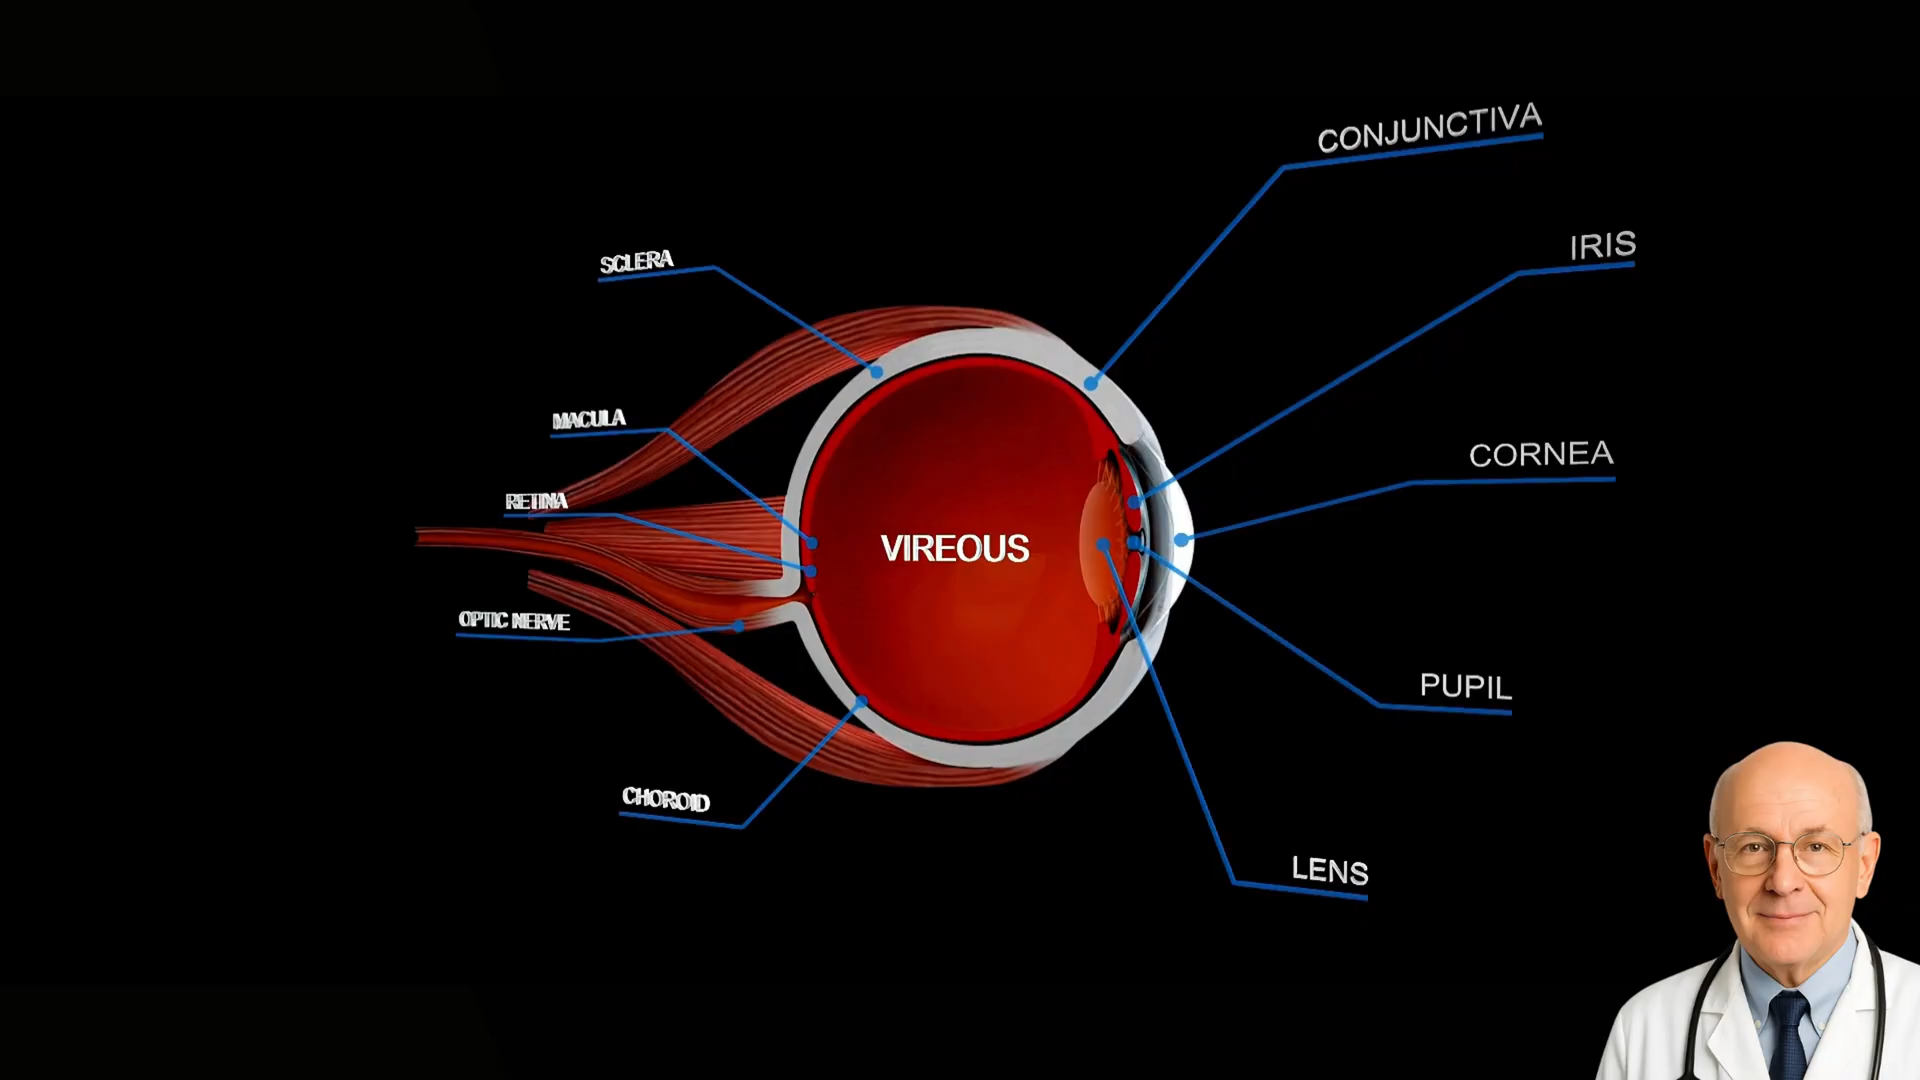 CONJUNCTIVA
IRIS
SCLERA
MACULA
CORNEA
RETINA
VIREOUS
OPTIC NERVE
PUPIL
CHOROID
LENS